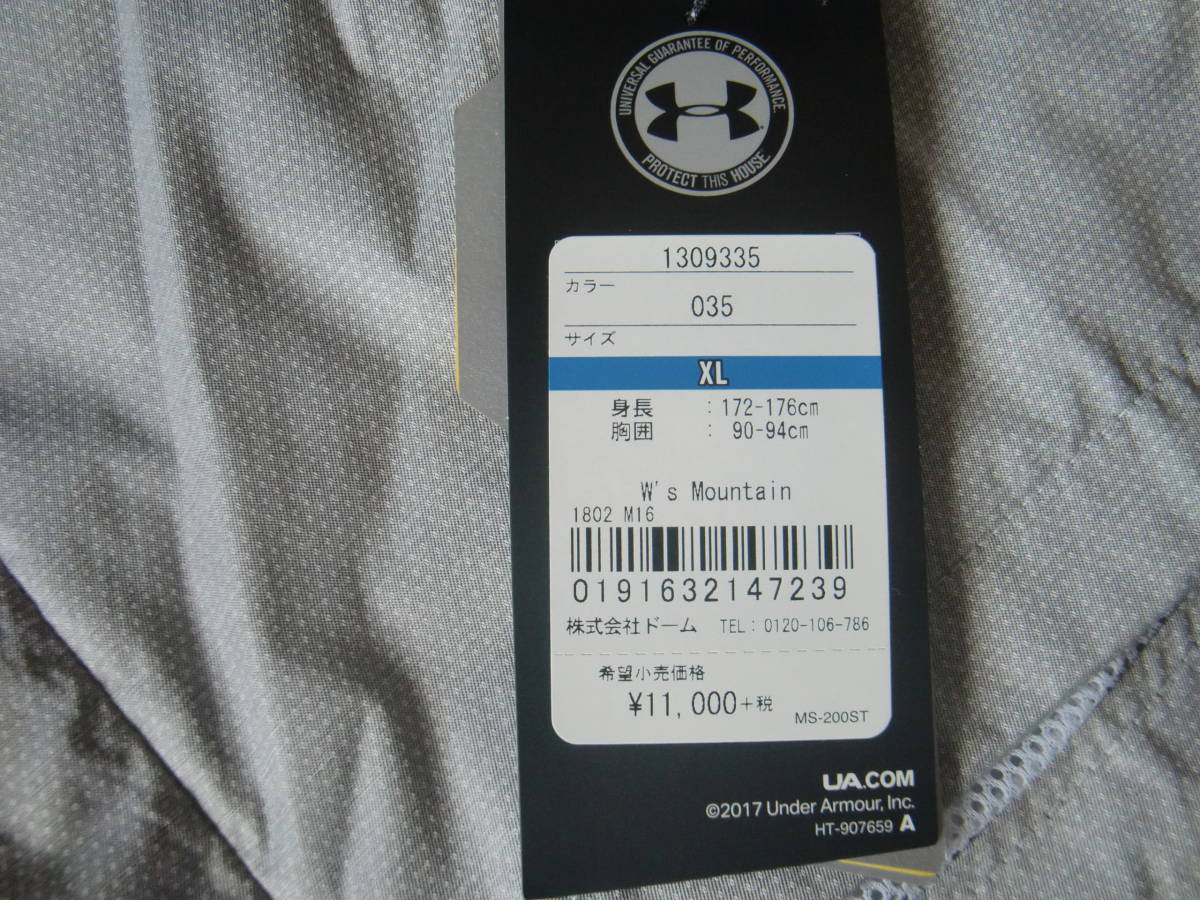 UNIVERSAL GUARANTEE OF PERFORMANCE.
PROTECT THIS HOUSE
1309335
カラー
035
サイズ
XL
身長 : 172-176cm
胸囲 : 90-94cm
W's Mountain
1802 M16
0191632147239
株式会社ドーム TEL: 0120-106-786
希望小売価格
¥11,000+税
MS-200ST
UA.COM
©2017 Under Armour, Inc.
HT-907659 A